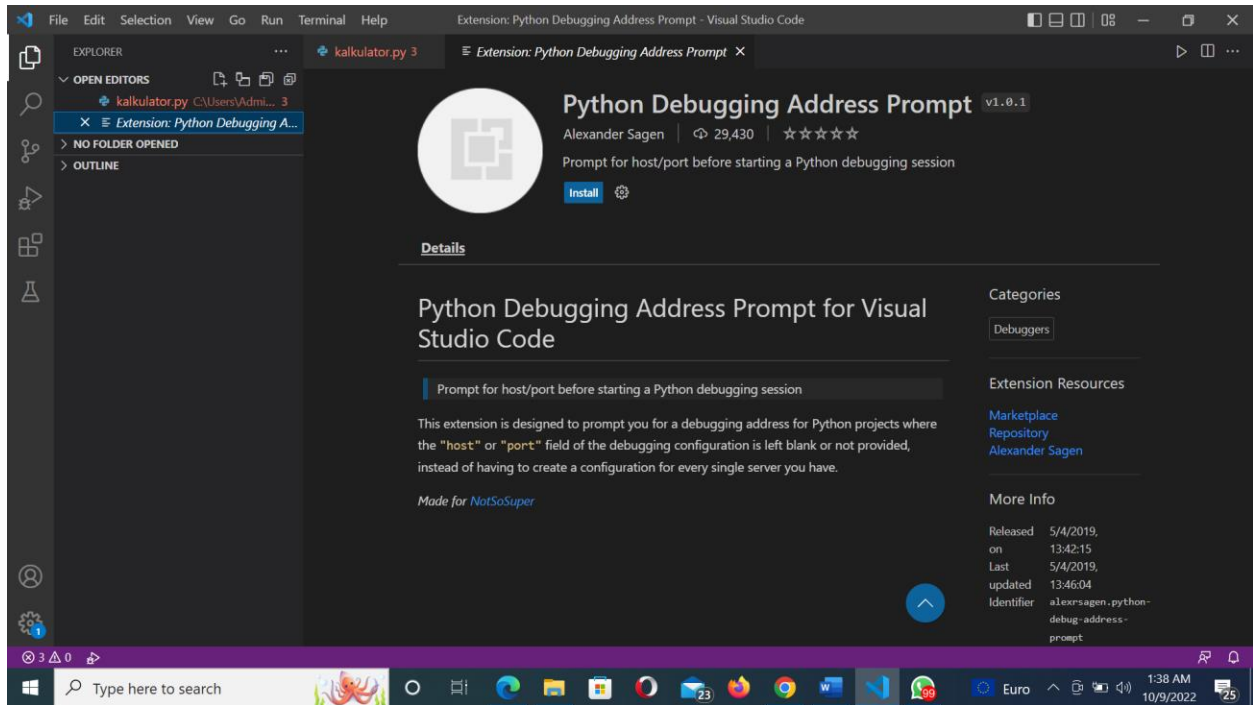 File Edit Selection View Go Run Terminal Help
Extension: Python Debugging Address Prompt - Visual Studio Code
EXPLORER
kalkulator.py 3
Extension: Python Debugging Address Prompt
OPEN EDITORS
kalkulator.py C:\Users\Admi... 3
Extension: Python Debugging A...
NO FOLDER OPENED
OUTLINE
Python Debugging Address Prompt v1.0.1
Alexander Sagen 29,430
Prompt for host/port before starting a Python debugging session
Install
Details
Python Debugging Address Prompt for Visual
Studio Code
Prompt for host/port before starting a Python debugging session
This extension is designed to prompt you for a debugging address for Python projects where
the "host" or "port" field of the debugging configuration is left blank or not provided,
instead of having to create a configuration for every single server you have.
Made for NotSoSuper
Categories
Debuggers
Extension Resources
Marketplace
Repository
Alexander Sagen
More Info
Released on 5/4/2019, 13:42:15
Last updated 5/4/2019, 13:46:04
Identifier alexrsagen.python-debug-address-prompt
1
3 0
Type here to search
23
99
Euro
1:38 AM
10/9/2022
25